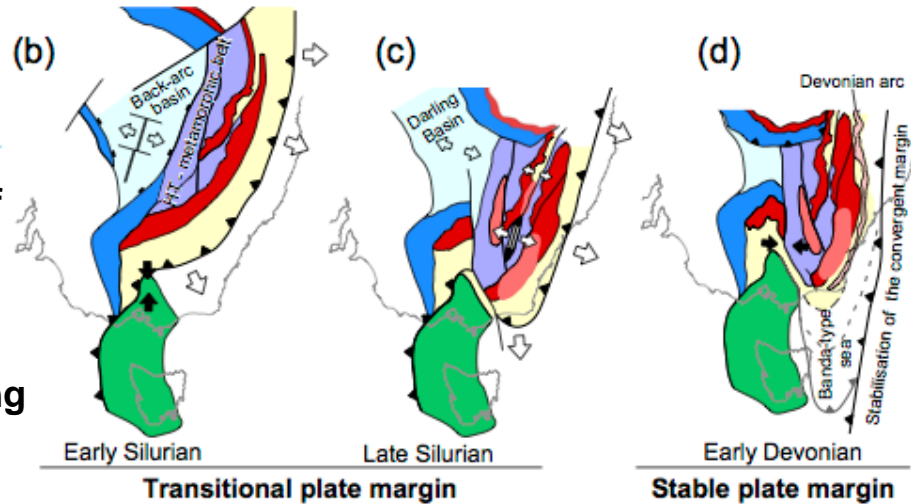 (b)
Back-arc
basin
HT - metamorphic belt
Early Silurian
(c)
Darling
Basin
Late Silurian
Transitional plate margin
(d)
Devonian arc
Banda-type
sea
Stabilisation of the convergent margin
Early Devonian
Stable plate margin